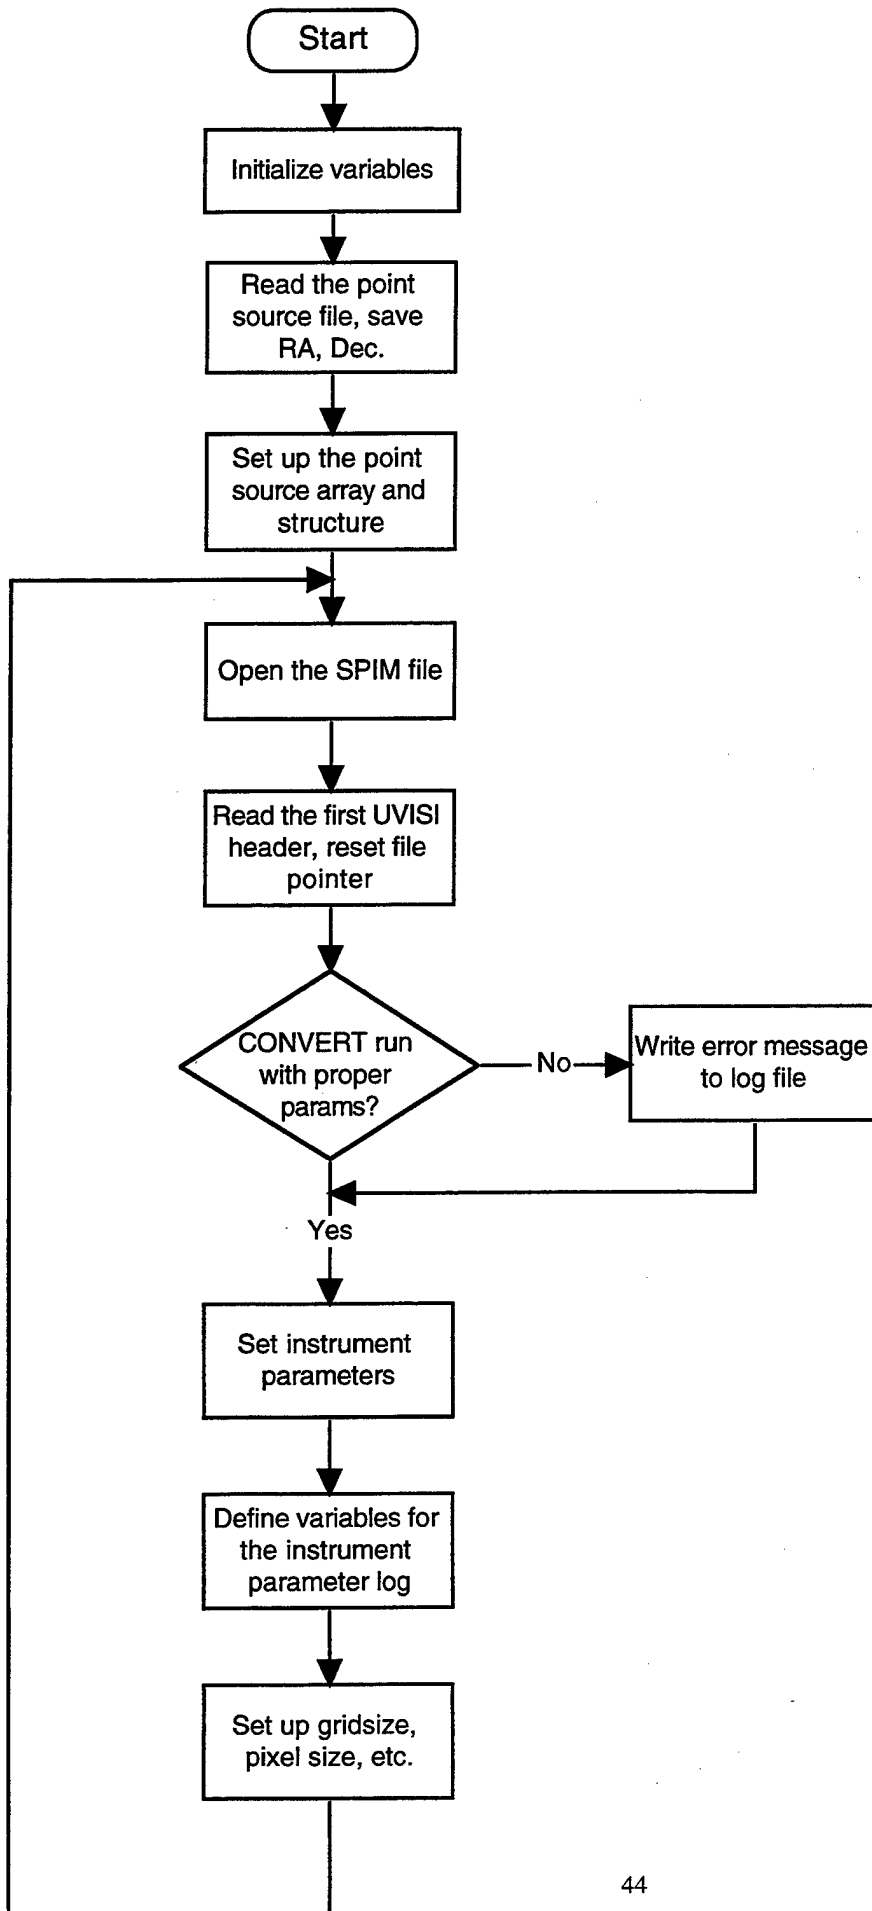 Start
Initialize variables
Read the point
source file, save
RA, Dec.
Set up the point
source array and
structure
Open the SPIM file
Read the first UVISI
header, reset file
pointer
CONVERT run
with proper
params?
No
Write error message
to log file
Yes
Set instrument
parameters
Define variables for
the instrument
parameter log
Set up gridsize,
pixel size, etc.
44